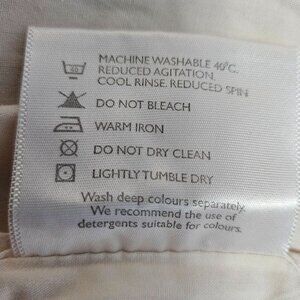 40
MACHINE WASHABLE 40°C.
REDUCED AGITATION.
COOL RINSE. REDUCED SPIN
DO NOT BLEACH
WARM IRON
DO NOT DRY CLEAN
LIGHTLY TUMBLE DRY
Wash deep colours separately.
We recommend the use of
detergents suitable for colours.